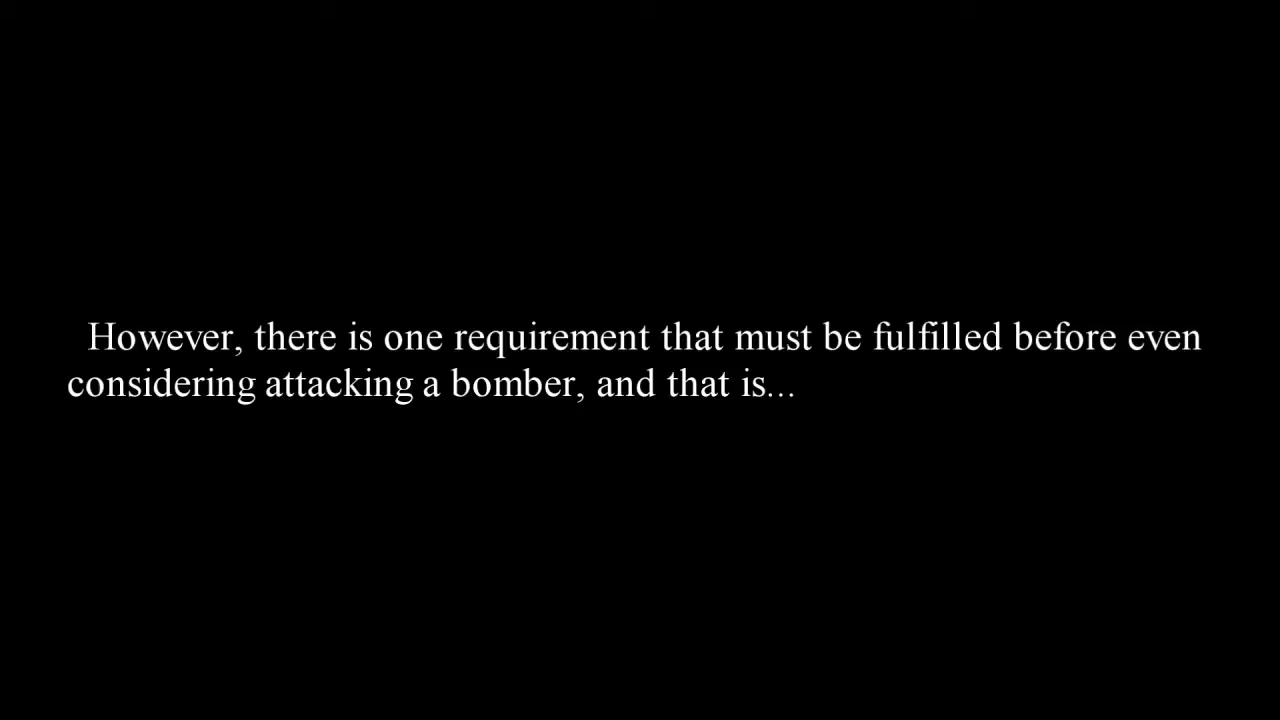 However, there is one requirement that must be fulfilled before even
considering attacking a bomber, and that is...